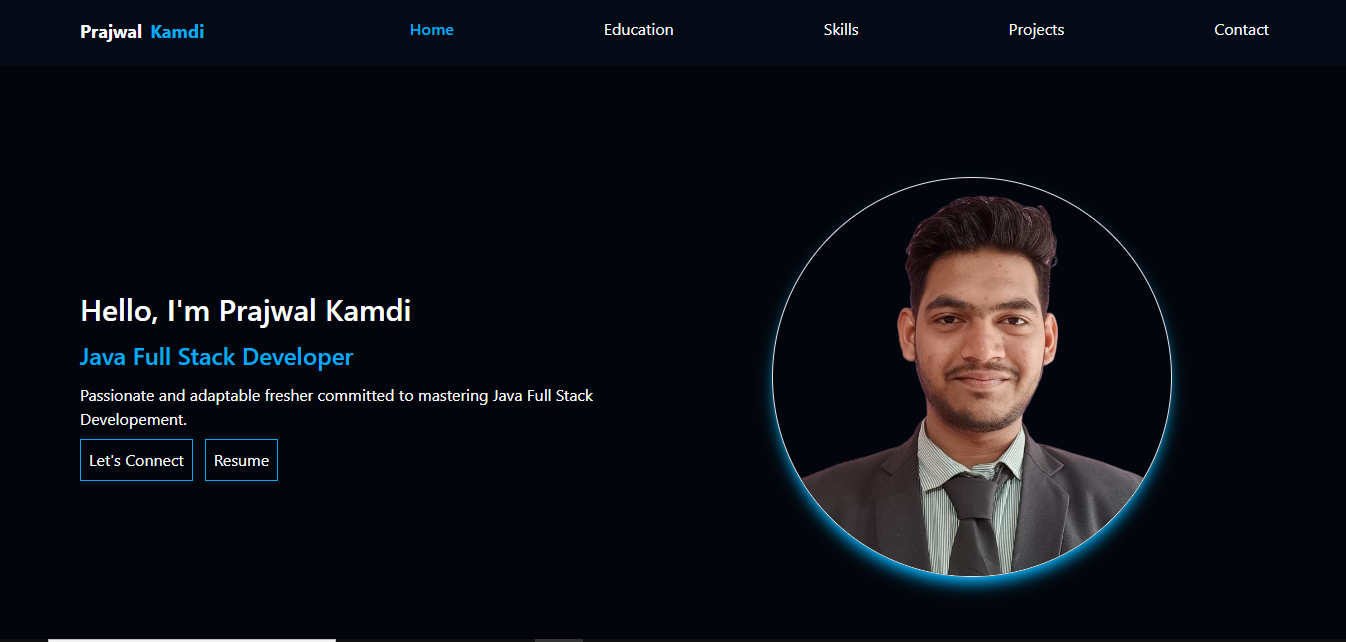 Prajwal Kamdi Home Education Skills Projects Contact
Hello, I'm Prajwal Kamdi
Java Full Stack Developer
Passionate and adaptable fresher committed to mastering Java Full Stack
Developement.
Let's Connect Resume